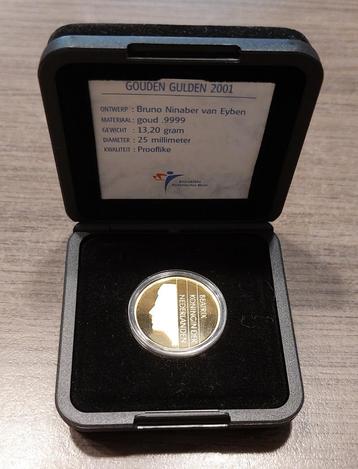 GOUDEN GULDEN 2001
ONTWERP : Bruno Ninaber van Eyben
MATERIAAL : goud .9999
GEWICHT : 13,20 gram
DIAMETER : 25 millimeter
KWALITEIT : Prooflike
BEATRIX
KONINGIN DER
NEDERLANDEN